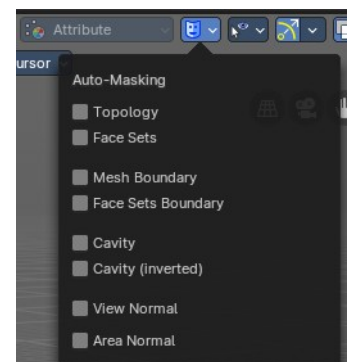 Attribute
ursor
Auto-Masking
Topology
Face Sets
Mesh Boundary
Face Sets Boundary
Cavity
Cavity (inverted)
View Normal
Area Normal